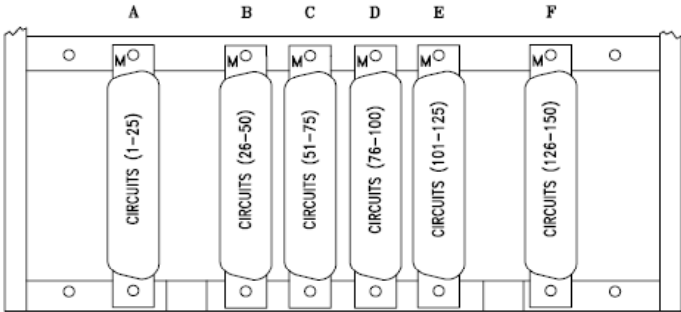 A B C D E F
M M M M M M
CIRCUITS (1-25)
CIRCUITS (26-50)
CIRCUITS (51-75)
CIRCUITS (76-100)
CIRCUITS (101-125)
CIRCUITS (126-150)